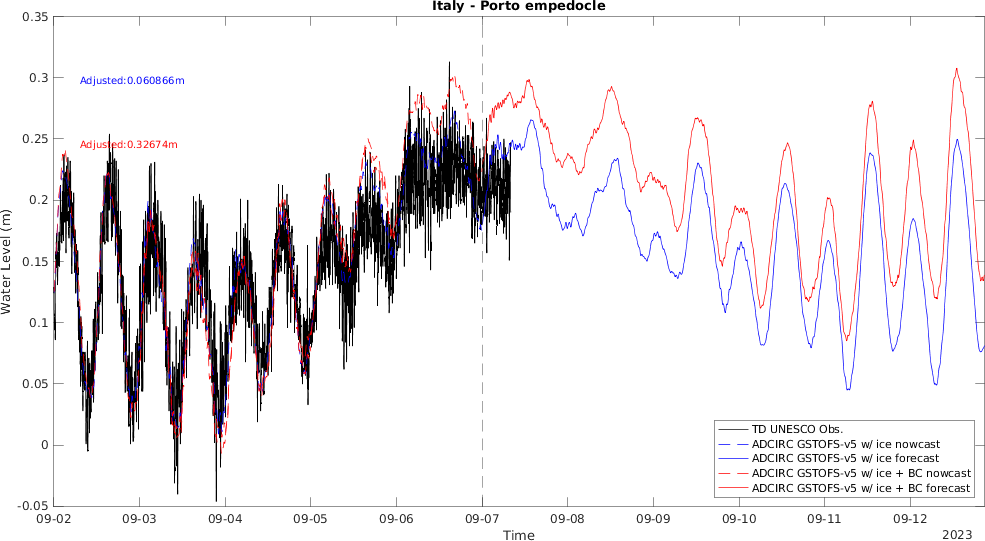 Italy - Porto empedocle
0.35
0.3
0.25
0.2
0.15
0.1
0.05
0
-0.05
Water Level (m)
Adjusted:0.060866m
Adjusted:0.32674m
TD UNESCO Obs.
ADCIRC GSTOFS-v5 w/ ice nowcast
ADCIRC GSTOFS-v5 w/ ice forecast
ADCIRC GSTOFS-v5 w/ ice + BC nowcast
ADCIRC GSTOFS-v5 w/ ice + BC forecast
09-02 09-03 09-04 09-05 09-06 09-07 09-08 09-09 09-10 09-11 09-12
Time
2023